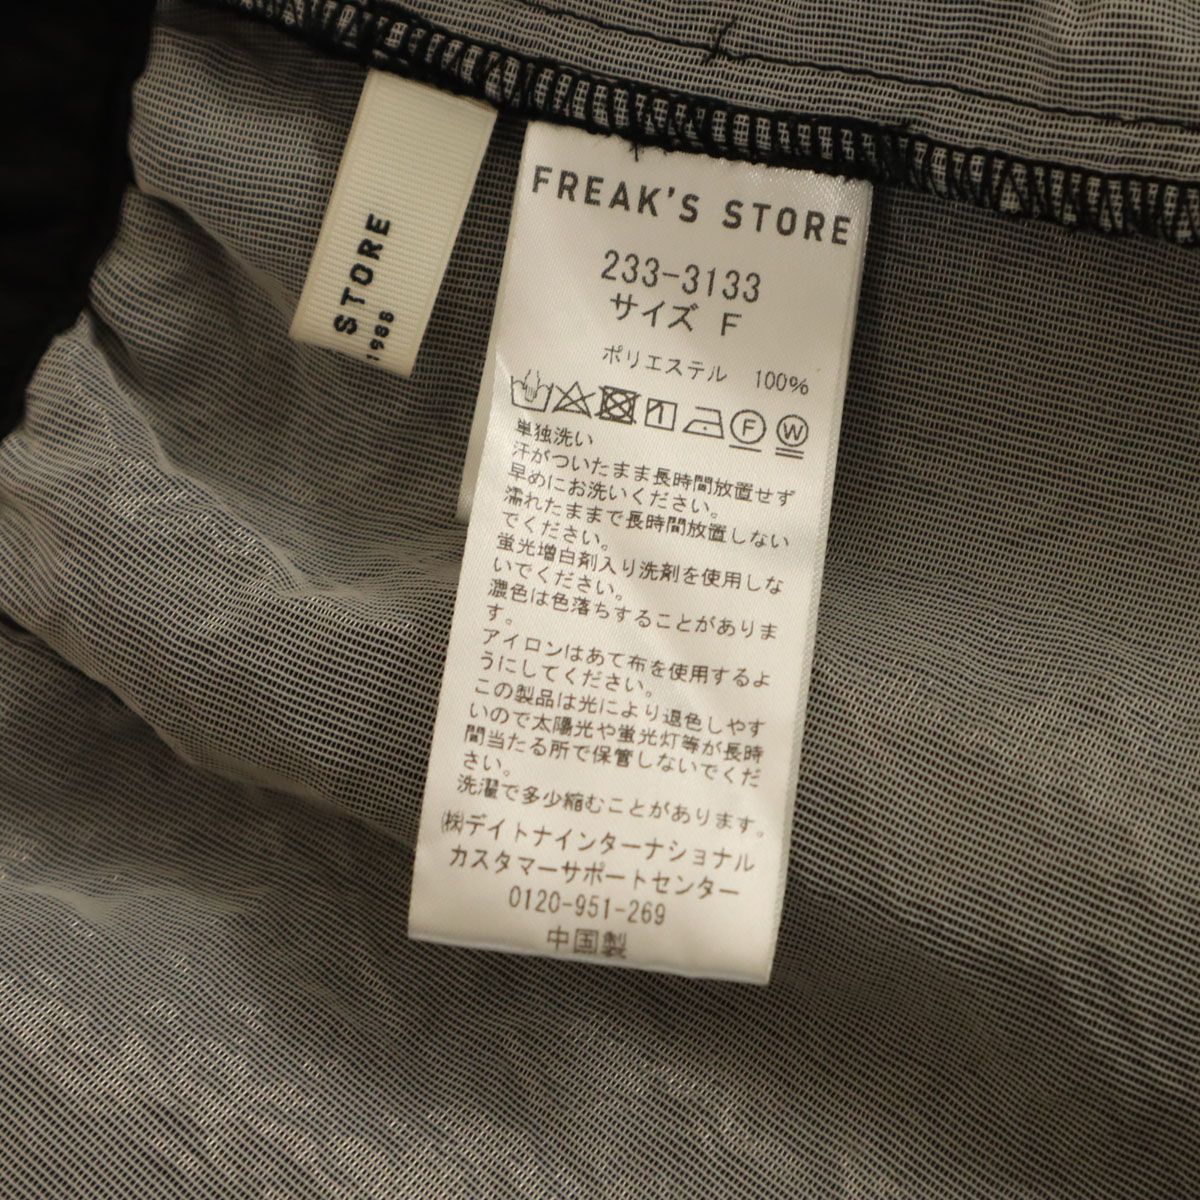 STORE
1988
FREAK'S STORE
233-3133
サイズ F
ポリエステル 100%
F W
単独洗い
汗がついたまま長時間放置せず
早めにお洗いください。
濡れたままで長時間放置しない
でください。
蛍光増白剤入り洗剤を使用しな
いでください。
濃色は色落ちすることがありま
す。
アイロンはあて布を使用するよ
うにしてください。
この製品は光により退色しやす
いので太陽光や蛍光灯等が長時
間当たる所で保管しないでくだ
さい。
洗濯で多少縮むことがあります。
㈱デイトナインターナショナル
カスタマーサポートセンター
0120-951-269
中国製